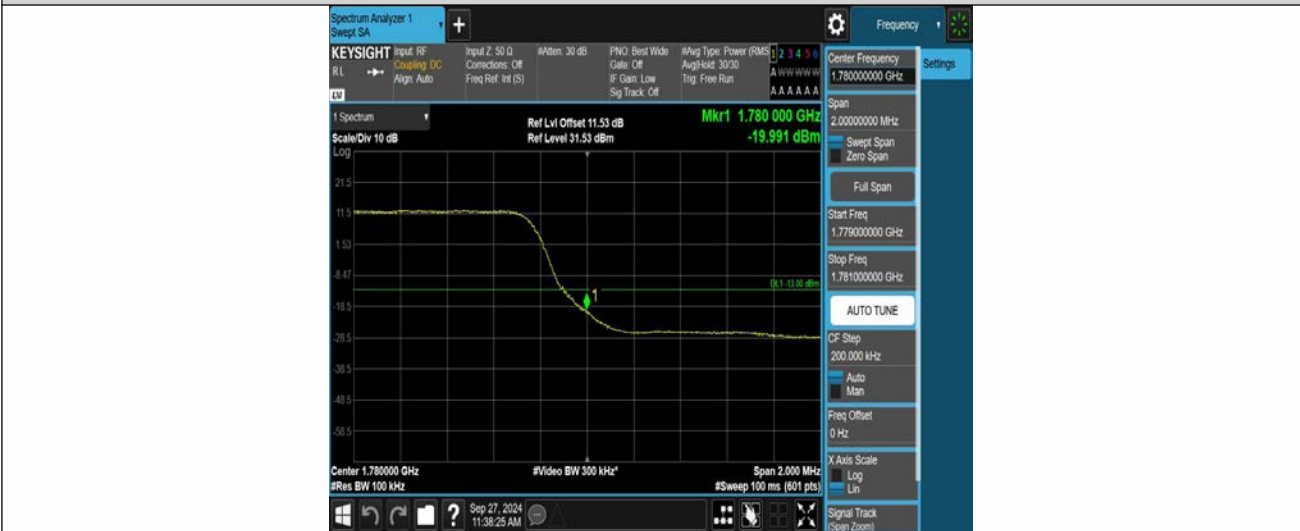 Spectrum Analyzer 1
Swept SA
+
Frequency
KEYSIGHT
RL
Input: RF
Coupling: DC
Align: Auto
Input Z: 50 Ω
Corrections: Off
Freq Ref: Int (S)
#Atten: 30 dB
PNO: Best Wide
Gate: Off
IF Gain: Low
Sig Track: Off
#Avg Type: Power (RMS
Avg|Hold: 30/30
Trig: Free Run
1 2 3 4 5 6
A W W W W W
A A A A A A
Center Frequency
1.780000000 GHz
Settings
Span
2.00000000 MHz
Swept Span
Zero Span
Full Span
Start Freq
1.779000000 GHz
Stop Freq
1.781000000 GHz
AUTO TUNE
CF Step
200.000 kHz
Auto
Man
Freq Offset
0 Hz
X Axis Scale
Log
Lin
Signal Track
(Span Zoom)
1 Spectrum
Scale/Div 10 dB
Log
Ref Lvl Offset 11.53 dB
Ref Level 31.53 dBm
Mkr1 1.780 000 GHz
-19.991 dBm
21.5
11.5
1.53
-8.47
DL1 -13.00 dBm
1
-18.5
-28.5
-38.5
-48.5
-58.5
Center 1.780000 GHz
#Res BW 100 kHz
#Video BW 300 kHz*
Span 2.000 MHz
#Sweep 100 ms (601 pts)
?
Sep 27, 2024
11:38:25 AM